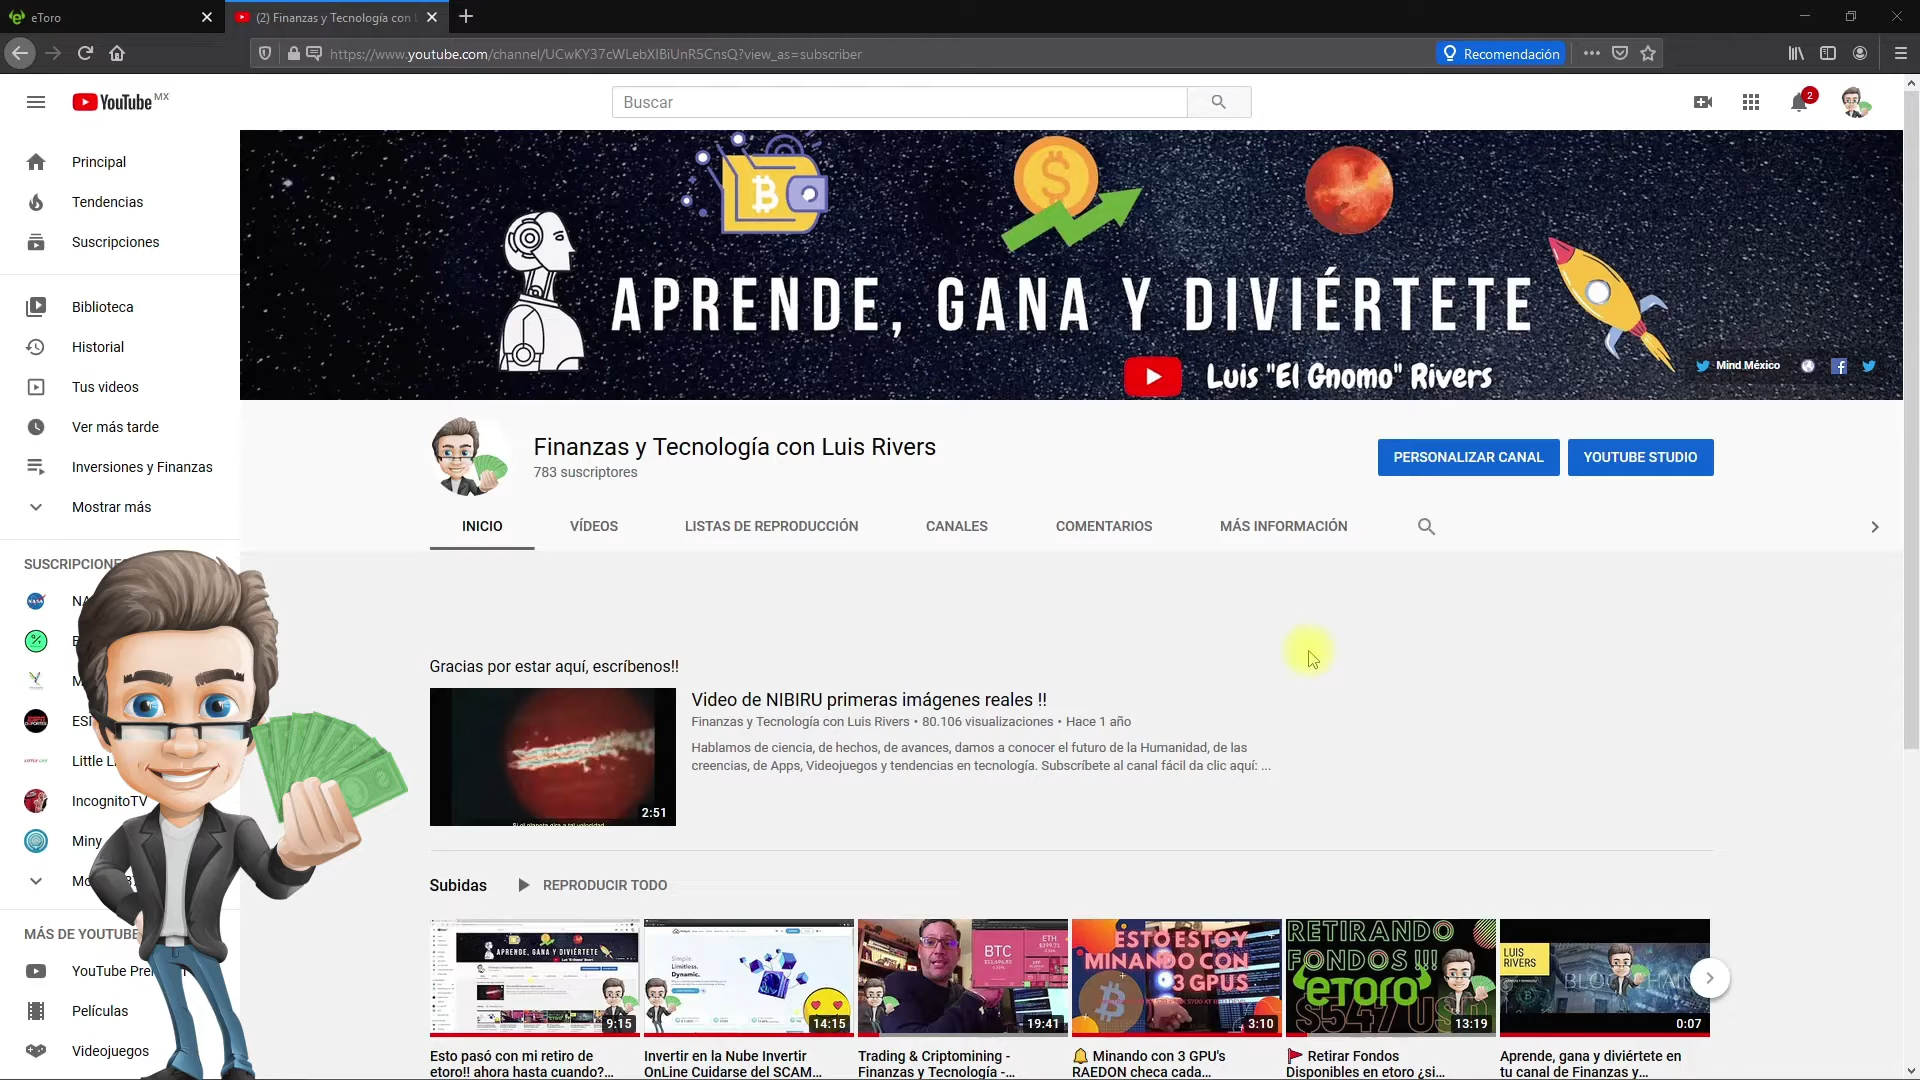 eToro
(2) Finanzas y Tecnología con
https://www.youtube.com/channel/UCwKY37cWLebXIBiUnR5CnsQ?view_as=subscriber
Recomendación
YouTube MX
Buscar
2
Principal
Tendencias
Suscripciones
Biblioteca
Historial
Tus videos
Ver más tarde
Inversiones y Finanzas
Mostrar más
SUSCRIPCIONE
Little L
IncognitoTV
Miny
MÁS DE YOUTUBE
YouTube Pre
Películas
Videojuegos
APRENDE, GANA Y DIVIÉRTETE
Luis "El Gnomo" Rivers
Mind México
Finanzas y Tecnología con Luis Rivers
783 suscriptores
PERSONALIZAR CANAL
YOUTUBE STUDIO
INICIO
VÍDEOS
LISTAS DE REPRODUCCIÓN
CANALES
COMENTARIOS
MÁS INFORMACIÓN
Gracias por estar aquí, escríbenos!!
2:51
Video de NIBIRU primeras imágenes reales !!
Finanzas y Tecnología con Luis Rivers • 80.106 visualizaciones • Hace 1 año
Hablamos de ciencia, de hechos, de avances, damos a conocer el futuro de la Humanidad, de las
creencias, de Apps, Videojuegos y tendencias en tecnología. Subscríbete al canal fácil da clic aquí: ...
Subidas
REPRODUCIR TODO
APRENDE, GANA Y DIVIÉRTETE
9:15
Esto pasó con mi retiro de
etoro!! ahora hasta cuando?...
Simple.
Limitless.
Dynamic.
14:15
Invertir en la Nube Invertir
OnLine Cuidarse del SCAM...
BTC
ETH
19:41
Trading & Criptomining -
Finanzas y Tecnología -...
ESTO ESTOY
MINANDO CON
3 GPUS
3:10
Minando con 3 GPU's
RAEDON checa cada...
RETIRANDO
FONDOS !!!
eToro
$547 USD
13:19
Retirar Fondos
Disponibles en etoro ¿si...
LUIS
RIVERS
BLOCKCHAIN
0:07
Aprende, gana y diviértete en
tu canal de Finanzas y...